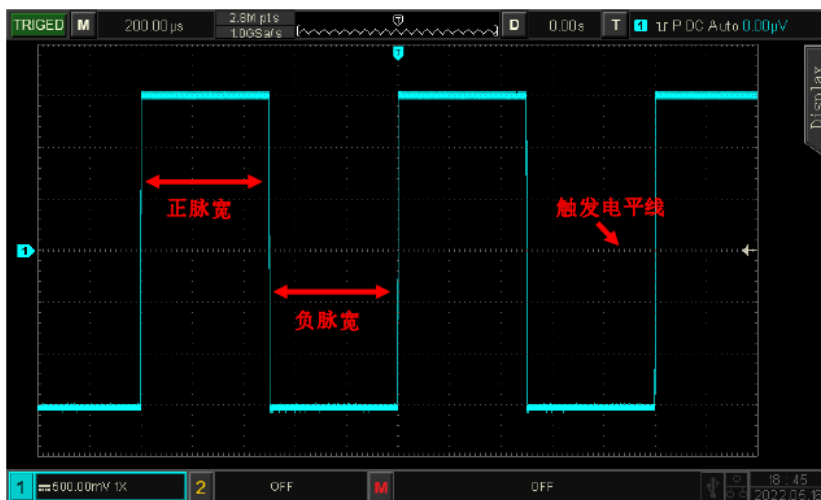 TRIGED M 200.00μs 2.8M pts D 0.00s T 1 P DC Auto 0.00μV
1.0GSa/s
T
T
Display
正脉宽
触发电平线
1
负脉宽
1 500.00mV 1X 2 OFF M OFF 18:45